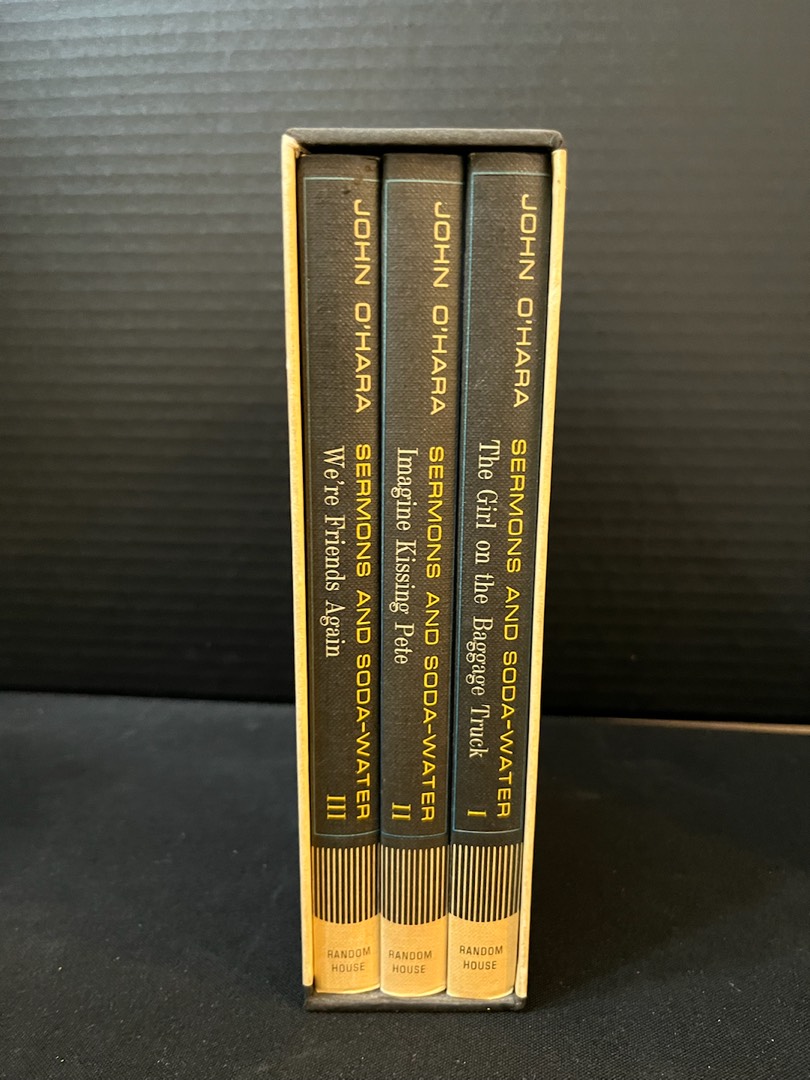 JOHN O'HARA SERMONS AND SODA-WATER
We're Friends Again III
RANDOM
HOUSE
JOHN O'HARA SERMONS AND SODA-WATER
Imagine Kissing Pete II
RANDOM
HOUSE
JOHN O'HARA SERMONS AND SODA-WATER
The Girl on the Baggage Truck I
RANDOM
HOUSE